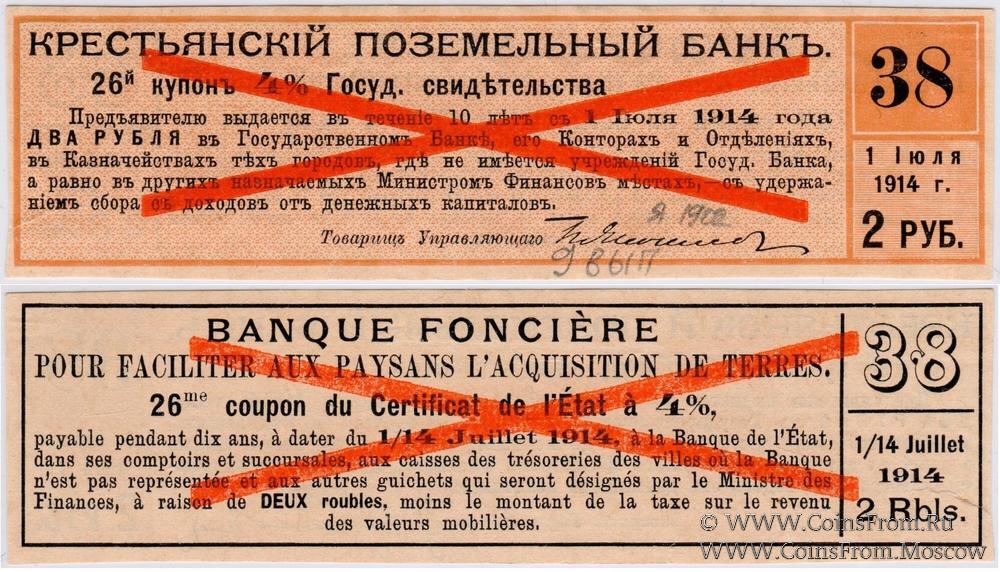 КРЕСТЬЯНСКІЙ ПОЗЕМЕЛЬНЫЙ БАНКЪ.
38
26й купонъ 4% Госуд. свидѣтельства
Предъявителю выдается въ теченіе 10 лѣтъ съ 1 Іюля 1914 года
ДВА РУБЛЯ въ Государственномъ Банкѣ, его Конторахъ и Отдѣленіяхъ,
въ Казначействахъ тѣхъ городовъ, гдѣ не имѣется учрежденій Госуд. Банка,
а равно въ другихъ назначаемыхъ Министромъ Финансовъ мѣстахъ,—съ удержа-
ніемъ сбора съ доходовъ отъ денежныхъ капиталовъ.
1 Іюля
1914 г.
2 РУБ.
Товарищъ Управляющаго
9 ВЫП
BANQUE FONCIÈRE
POUR FACILITER AUX PAYSANS L'ACQUISITION DE TERRES.
26me coupon du Certificat de l'État à 4%,
payable pendant dix ans, à dater du 1/14 Juillet 1914, à la Banque de l'État,
dans ses comptoirs et succursales, aux caisses des trésoreries des villes où la Banque
n'est pas représentée et aux autres guichets qui seront désignés par le Ministre des
Finances, à raison de DEUX roubles, moins le montant de la taxe sur le revenu
des valeurs mobilières.
38
1/14 Juillet
1914
2 Rbls.
© www.CoinsFrom.Ru
www.CoinsFrom.Moscow